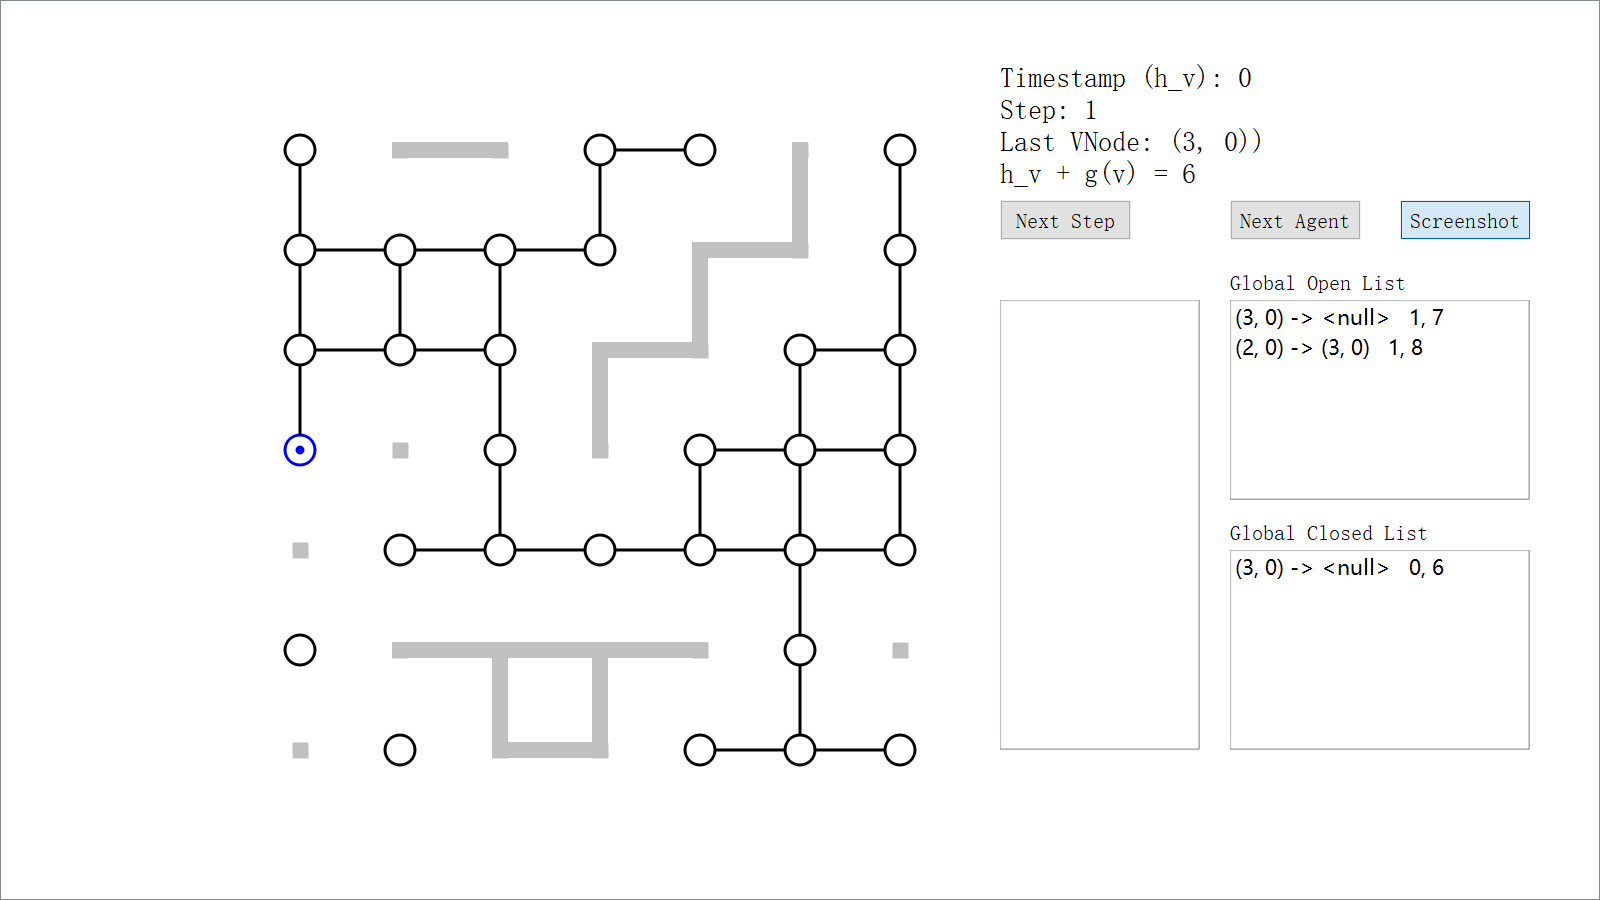 Timestamp (h_v): 0
Step: 1
Last VNode: (3, 0))
h_v + g(v) = 6
Next Step
Next Agent
Screenshot
Global Open List
(3, 0) -> <null> 1, 7
(2, 0) -> (3, 0) 1, 8
Global Closed List
(3, 0) -> <null> 0, 6